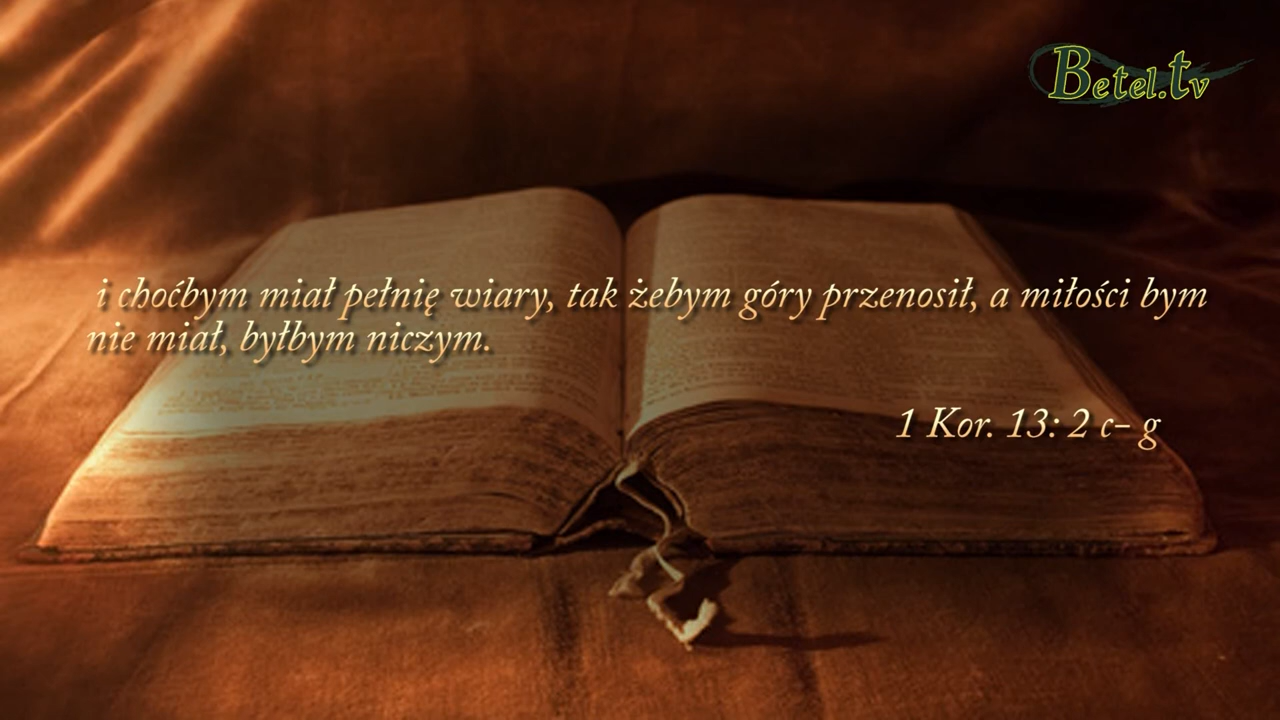 Betel.tv
i choćbym miał pełnię wiary, tak żebym góry przenosił, a miłości bym
nie miał, byłbym niczym.
1 Kor. 13: 2 c- g